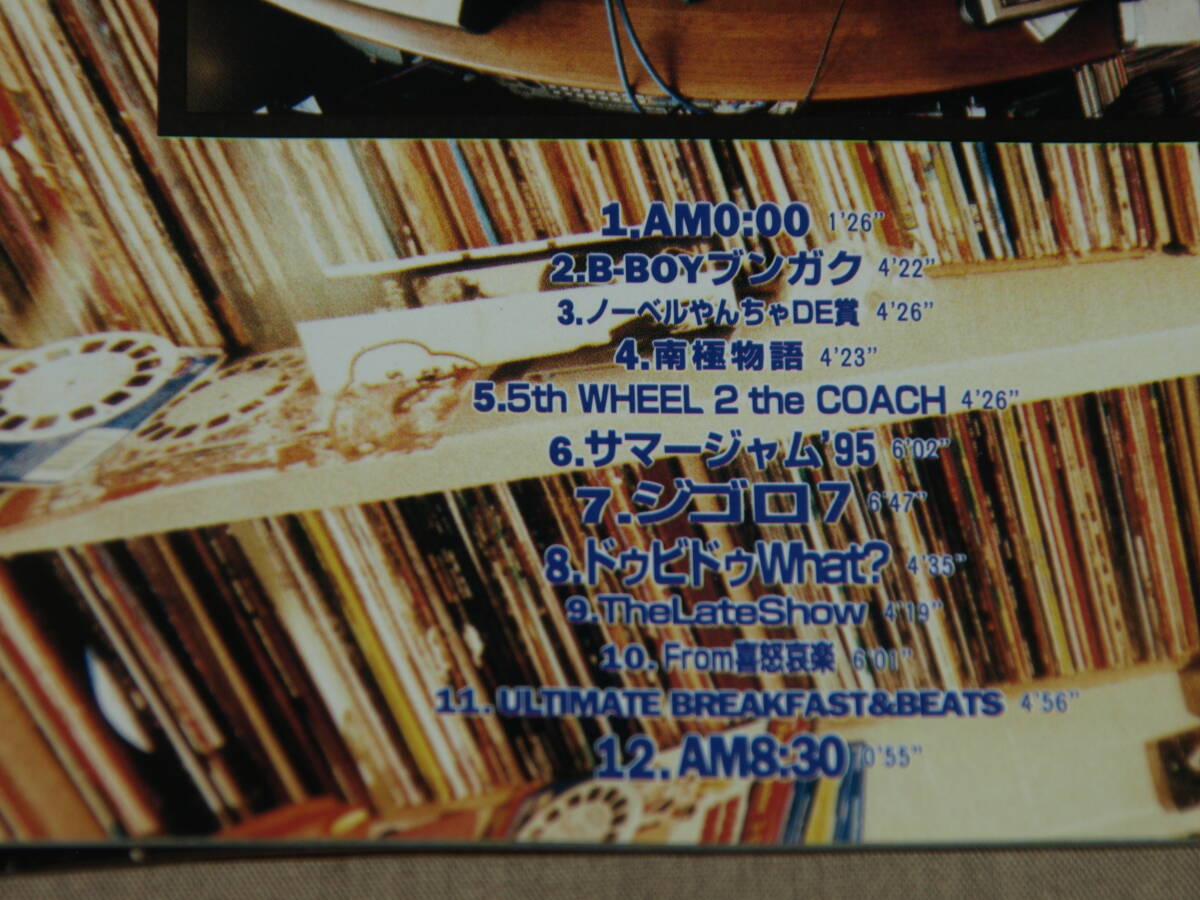 1.AM0:00 1'26"
2.B-BOYブンガク 4'22"
3.ノーベルやんちゃDE賞 4'26"
4.南極物語 4'23"
5.5th WHEEL 2 the COACH 4'26"
6.サマージャム'95 6'02"
7.ジゴロ7 6'47"
8.ドゥビドゥWhat? 4'35"
9.TheLateShow 4'19"
10.From喜怒哀楽 6'01"
11.ULTIMATE BREAKFAST&BEATS 4'56"
12.AM8:30 0'55"